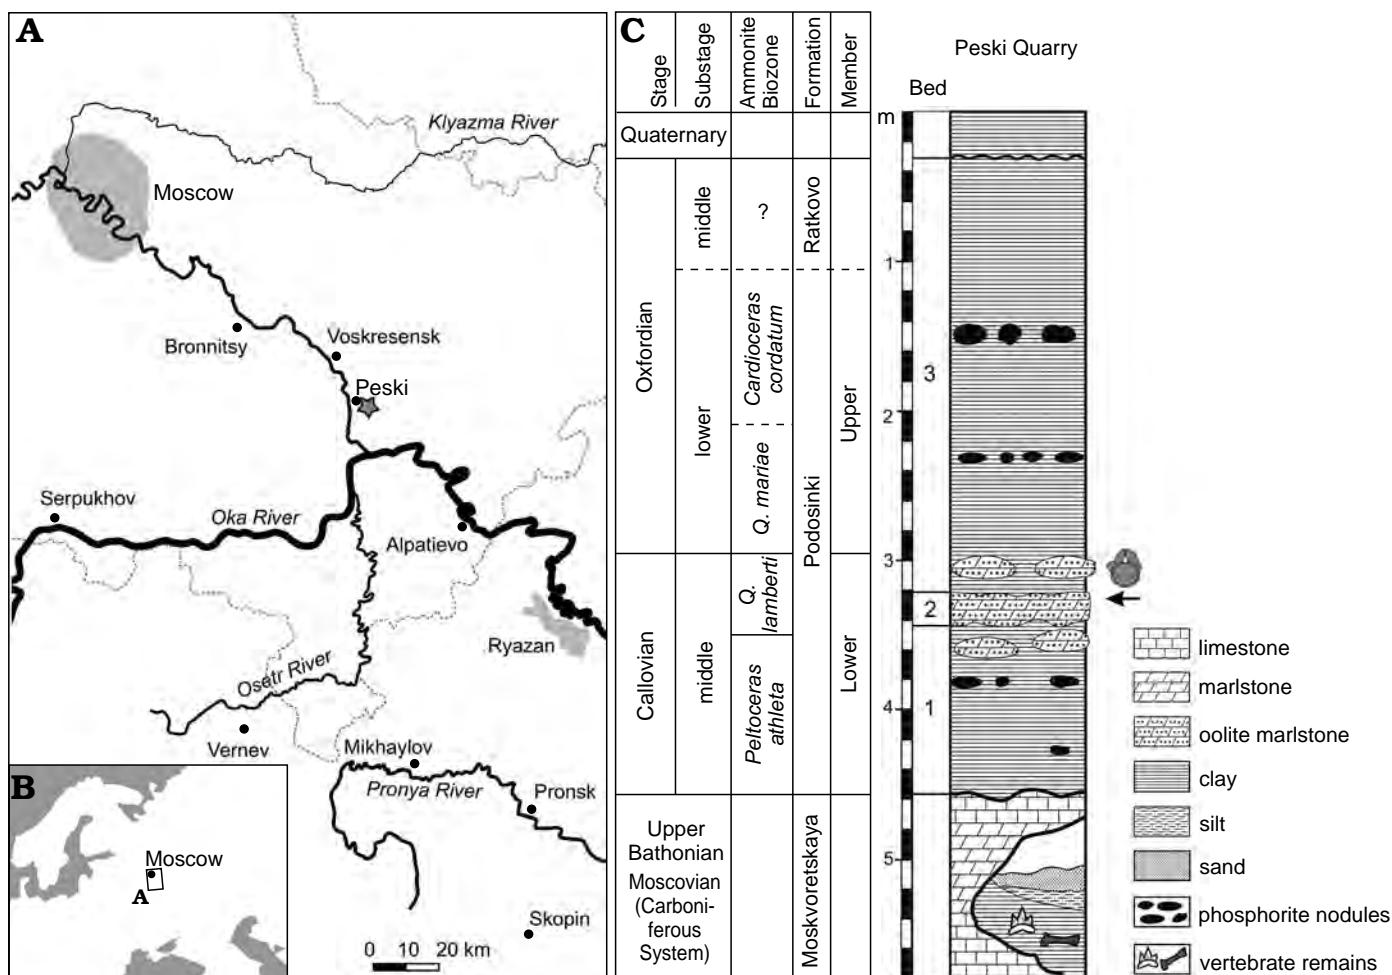 A
Klyazma River
Moscow
Bronnitsy
Voskresensk
Peski
Serpukhov
Oka River
Alpatievo
Ryazan
Osetr River
Vernev
Mikhaylov
Pronya River
Pronsk
Skopin
0 10 20 km
B
Moscow
A
C
Stage
Substage
Ammonite
Biozone
Formation
Member
Quaternary
Oxfordian
middle
?
Ratkovo
lower
Cardioceras
cordatum
Q. mariae
Upper
Podosinki
Callovian
middle
Q.
lamberti
Peltoceras
athleta
Lower
Upper
Bathonian
Moscovian
(Carboni-
ferous
System)
Moskvoretskaya
Peski Quarry
Bed
m
1
2
3
4
5
3
2
1
limestone
marlstone
oolite marlstone
clay
silt
sand
phosphorite nodules
vertebrate remains